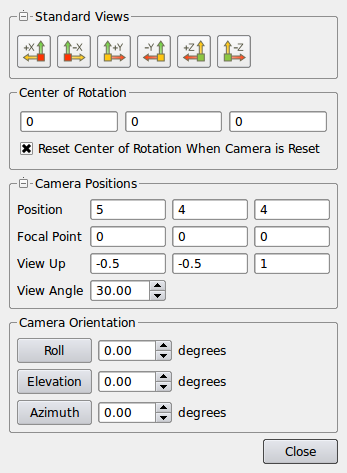 Standard Views
+X -X +Y -Y +Z -Z
Center of Rotation
0 0 0
Reset Center of Rotation When Camera is Reset
Camera Positions
Position 5 4 4
Focal Point 0 0 0
View Up -0.5 -0.5 1
View Angle 30.00
Camera Orientation
Roll 0.00 degrees
Elevation 0.00 degrees
Azimuth 0.00 degrees
Close